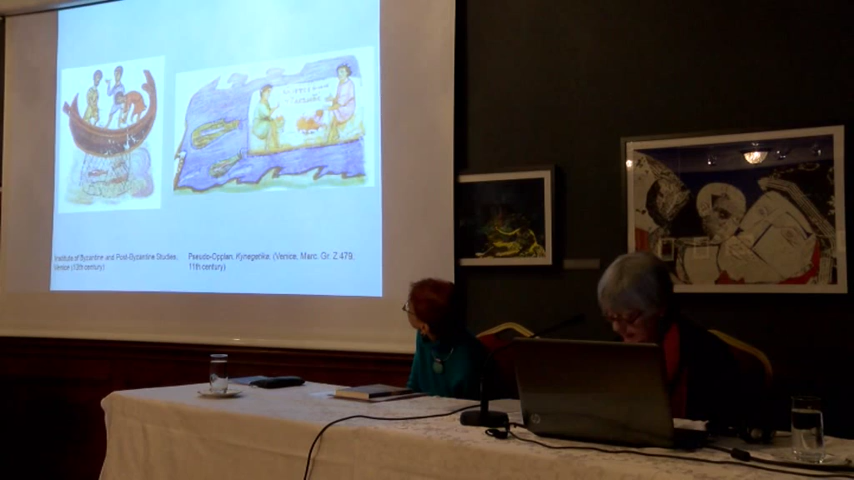 Institute of Byzantine and Post-Byzantine Studies,
Venice (13th century)
Pseudo-Oppian, Kynegetika, (Venice, Marc. Gr. Z 479,
11th century)
hp